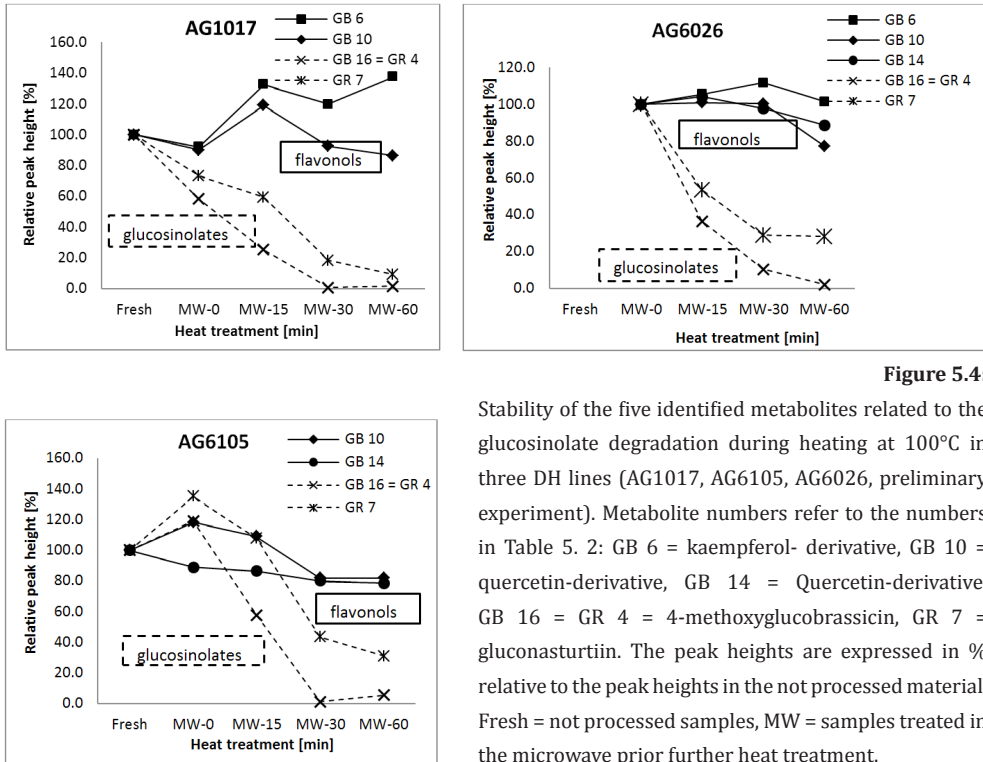 AG1017
GB 6
GB 10
GB 16 = GR 4
GR 7
160.0
140.0
120.0
100.0
80.0
60.0
40.0
20.0
0.0
Relative peak height [%]
flavonols
glucosinolates
Fresh MW-0 MW-15 MW-30 MW-60
Heat treatment [min]
AG6026
GB 6
GB 10
GB 14
GB 16 = GR 4
GR 7
120.0
100.0
80.0
60.0
40.0
20.0
0.0
Relative peak height [%]
flavonols
glucosinolates
Fresh MW-0 MW-15 MW-30 MW-60
Heat treatment [min]
AG6105
GB 10
GB 14
GB 16 = GR 4
GR 7
160.0
140.0
120.0
100.0
80.0
60.0
40.0
20.0
0.0
Relative peak height [%]
flavonols
glucosinolates
Fresh MW-0 MW-15 MW-30 MW-60
Heat treatment [min]
Figure 5.4:
Stability of the five identified metabolites related to the
glucosinolate degradation during heating at 100°C in
three DH lines (AG1017, AG6105, AG6026, preliminary
experiment). Metabolite numbers refer to the numbers
in Table 5. 2: GB 6 = kaempferol- derivative, GB 10 =
quercetin-derivative, GB 14 = Quercetin-derivative
GB 16 = GR 4 = 4-methoxyglucobrassicin, GR 7 =
gluconasturtiin. The peak heights are expressed in %
relative to the peak heights in the not processed material
Fresh = not processed samples, MW = samples treated in
the microwave prior further heat treatment.